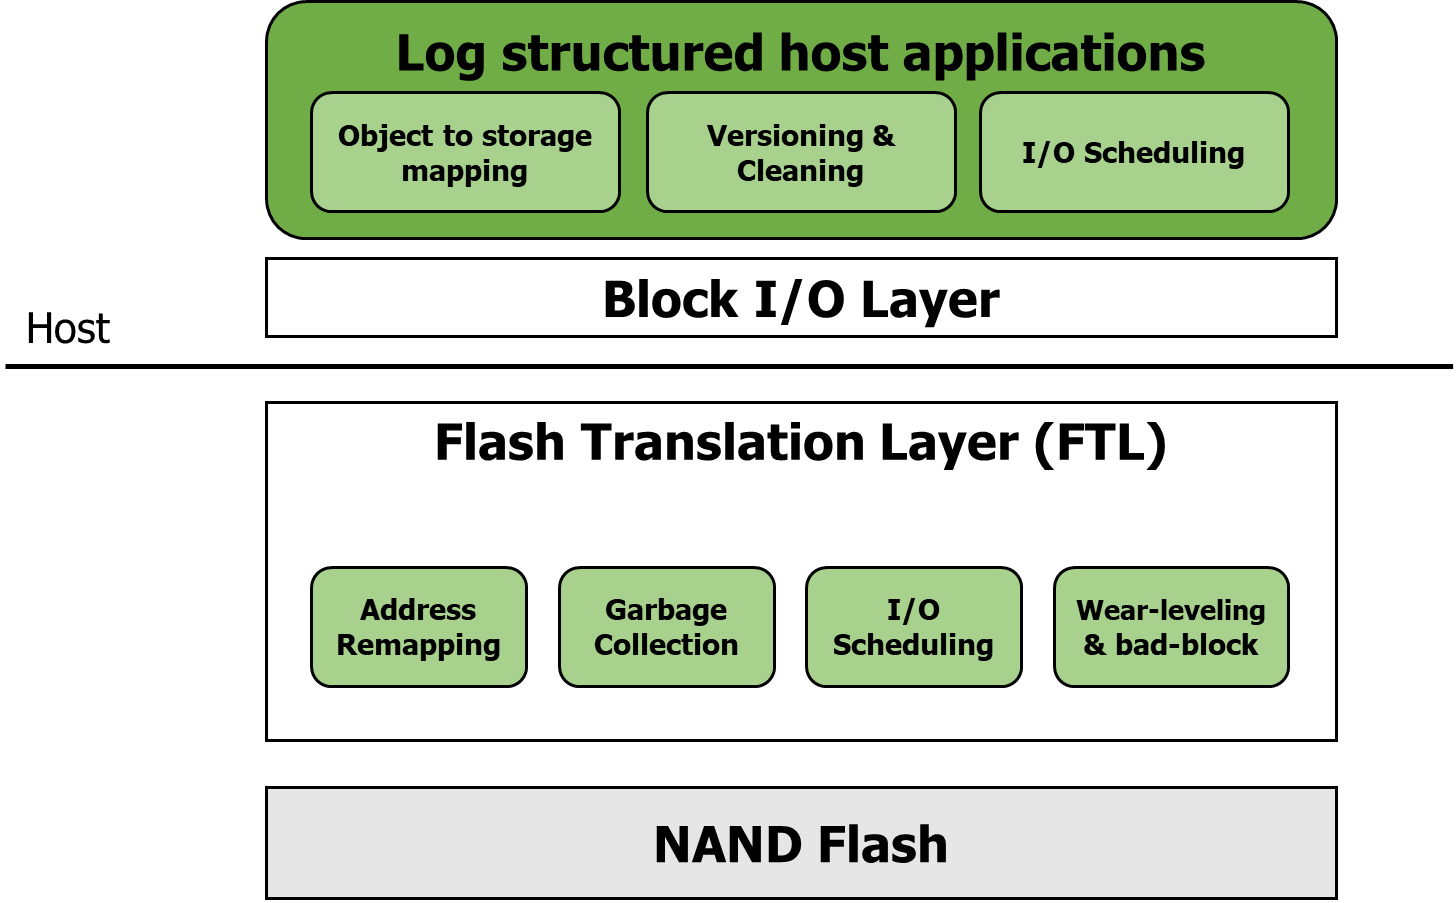 Log structured host applications
Object to storage
mapping
Versioning &
Cleaning
I/O Scheduling
Block I/O Layer
Host
Flash Translation Layer (FTL)
Address
Remapping
Garbage
Collection
I/O
Scheduling
Wear-leveling
& bad-block
NAND Flash